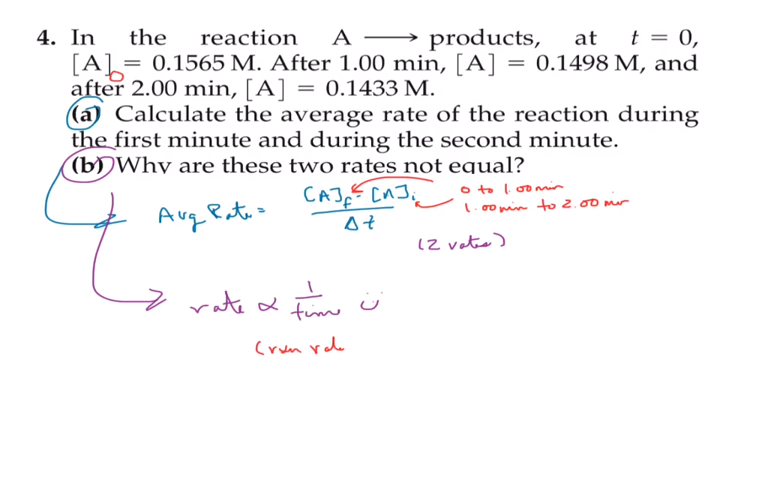 4. In the reaction A ⟶ products, at t = 0,
[A]₀ = 0.1565 M. After 1.00 min, [A] = 0.1498 M, and
after 2.00 min, [A] = 0.1433 M.
(a) Calculate the average rate of the reaction during
the first minute and during the second minute.
(b) Why are these two rates not equal?
Avg Rate = [A]f - [A]i / Δt
0 to 1.00 min
1.00 min to 2.00 min
(2 rates)
rate ∝ 1/time